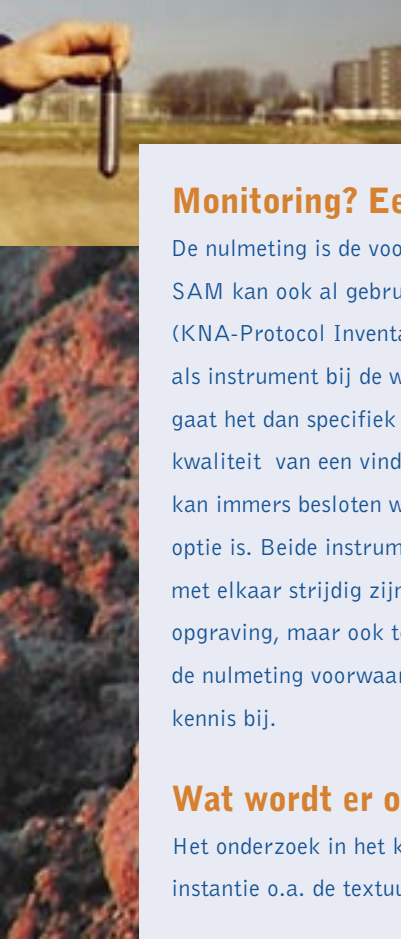 Monitoring? Ee
De nulmeting is de voo
SAM kan ook al gebru
(KNA-Protocol Inventa
als instrument bij de w
gaat het dan specifiek
kwaliteit van een vind
kan immers besloten w
optie is. Beide instrum
met elkaar strijdig zijn
opgraving, maar ook t
de nulmeting voorwaar
kennis bij.
Wat wordt er o
Het onderzoek in het k
instantie o.a. de textuu